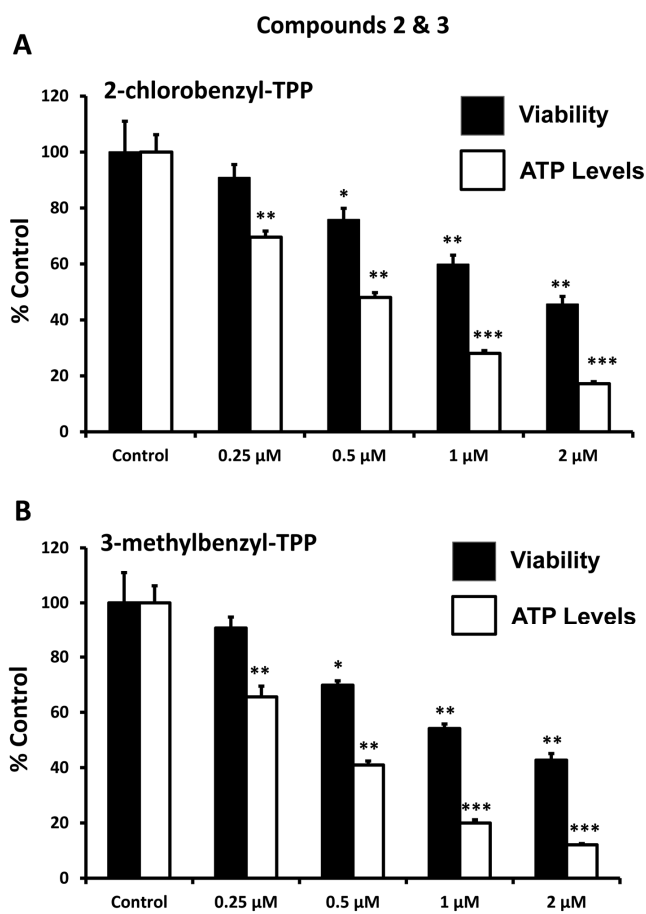 Compounds 2 & 3
A
2-chlorobenzyl-TPP
Viability
ATP Levels
% Control
120
100
80
60
40
20
0
**
*
**
**
***
**
***
Control
0.25 µM
0.5 µM
1 µM
2 µM
B
3-methylbenzyl-TPP
Viability
ATP Levels
% Control
120
100
80
60
40
20
0
**
*
**
**
***
**
***
Control
0.25 µM
0.5 µM
1 µM
2 µM